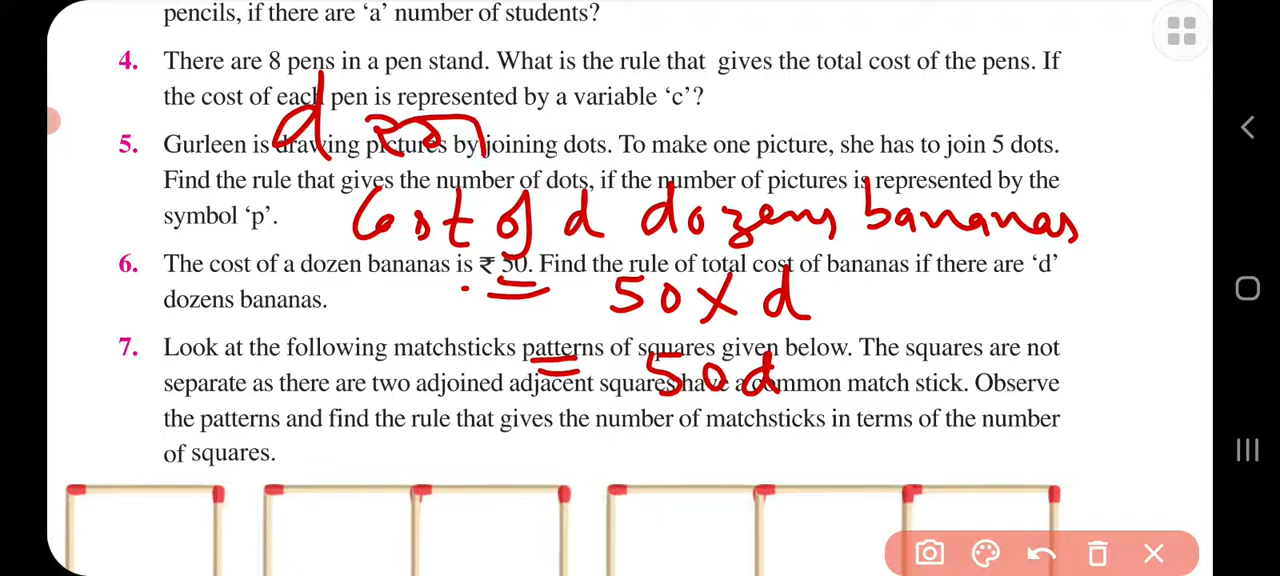 pencils, if there are ‘a’ number of students?
4. There are 8 pens in a pen stand. What is the rule that gives the total cost of the pens. If
the cost of each pen is represented by a variable ‘c’?
d
5. Gurleen is drawing pictures by joining dots. To make one picture, she has to join 5 dots.
Find the rule that gives the number of dots, if the number of pictures is represented by the
symbol ‘p’.
Cost of d dozens bananas
6. The cost of a dozen bananas is ₹ 50. Find the rule of total cost of bananas if there are ‘d’
dozens bananas.
= 50 × d
7. Look at the following matchsticks patterns of squares given below. The squares are not
= 50d
separate as there are two adjoined adjacent squares have a common match stick. Observe
the patterns and find the rule that gives the number of matchsticks in terms of the number
of squares.